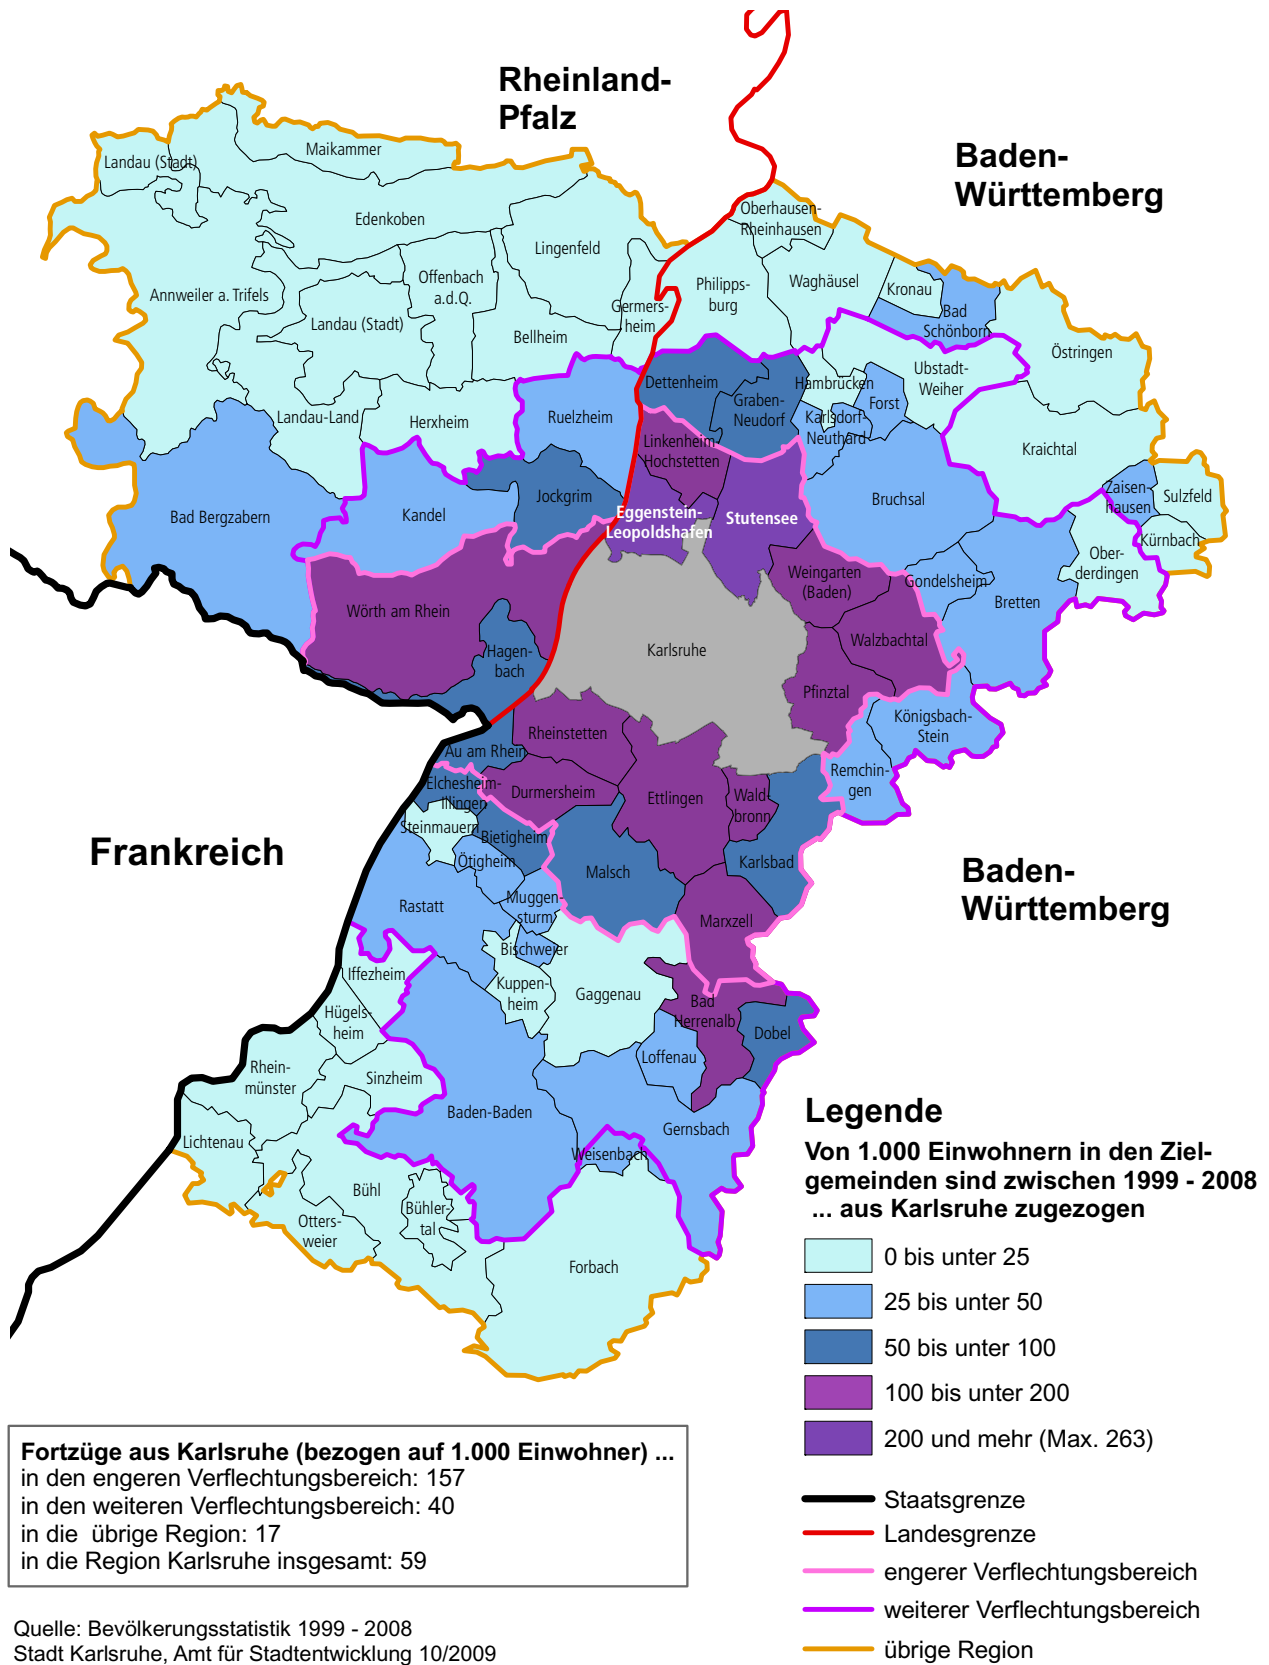 Rheinland-
Pfalz
Baden-
Württemberg
Landau (Stadt)
Maikammer
Edenkoben
Lingenfeld
Oberhausen-
Rheinhausen
Annweiler a. Trifels
Offenbach
a.d.Q.
Landau (Stadt)
Germers-
heim
Bellheim
Philipps-
burg
Waghäusel
Kronau
Bad
Schönborn
Östringen
Landau-Land
Herxheim
Ruelzheim
Dettenheim
Graben-
Neudorf
Hambrücken
Ubstadt-
Weiher
Forst
Karlsdorf-
Neuthard
Kraichtal
Linkenheim-
Hochstetten
Bad Bergzabern
Kandel
Jockgrim
Eggenstein-
Leopoldshafen
Stutensee
Bruchsal
Zaisen-
hausen
Sulzfeld
Kürnbach
Ober-
derdingen
Weingarten
(Baden)
Gondelsheim
Bretten
Wörth am Rhein
Hagen-
bach
Karlsruhe
Walzbachtal
Pfinztal
Königsbach-
Stein
Remchin-
gen
Rheinstetten
Au am Rhein
Elchesheim-
Illingen
Durmersheim
Ettlingen
Wald-
bronn
Steinmauern
Bietigheim
Ötigheim
Malsch
Karlsbad
Frankreich
Baden-
Württemberg
Rastatt
Muggen-
sturm
Marxzell
Bischweier
Iffezheim
Kuppen-
heim
Gaggenau
Bad
Herrenalb
Dobel
Hügels-
heim
Loffenau
Rhein-
münster
Sinzheim
Baden-Baden
Gernsbach
Lichtenau
Weisenbach
Bühl
Bühler-
tal
Otters-
weier
Forbach
Legende
Von 1.000 Einwohnern in den Ziel-
gemeinden sind zwischen 1999 - 2008
... aus Karlsruhe zugezogen
0 bis unter 25
25 bis unter 50
50 bis unter 100
100 bis unter 200
200 und mehr (Max. 263)
Staatsgrenze
Landesgrenze
engerer Verflechtungsbereich
weiterer Verflechtungsbereich
übrige Region
Fortzüge aus Karlsruhe (bezogen auf 1.000 Einwohner) ...
in den engeren Verflechtungsbereich: 157
in den weiteren Verflechtungsbereich: 40
in die übrige Region: 17
in die Region Karlsruhe insgesamt: 59
Quelle: Bevölkerungsstatistik 1999 - 2008
Stadt Karlsruhe, Amt für Stadtentwicklung 10/2009